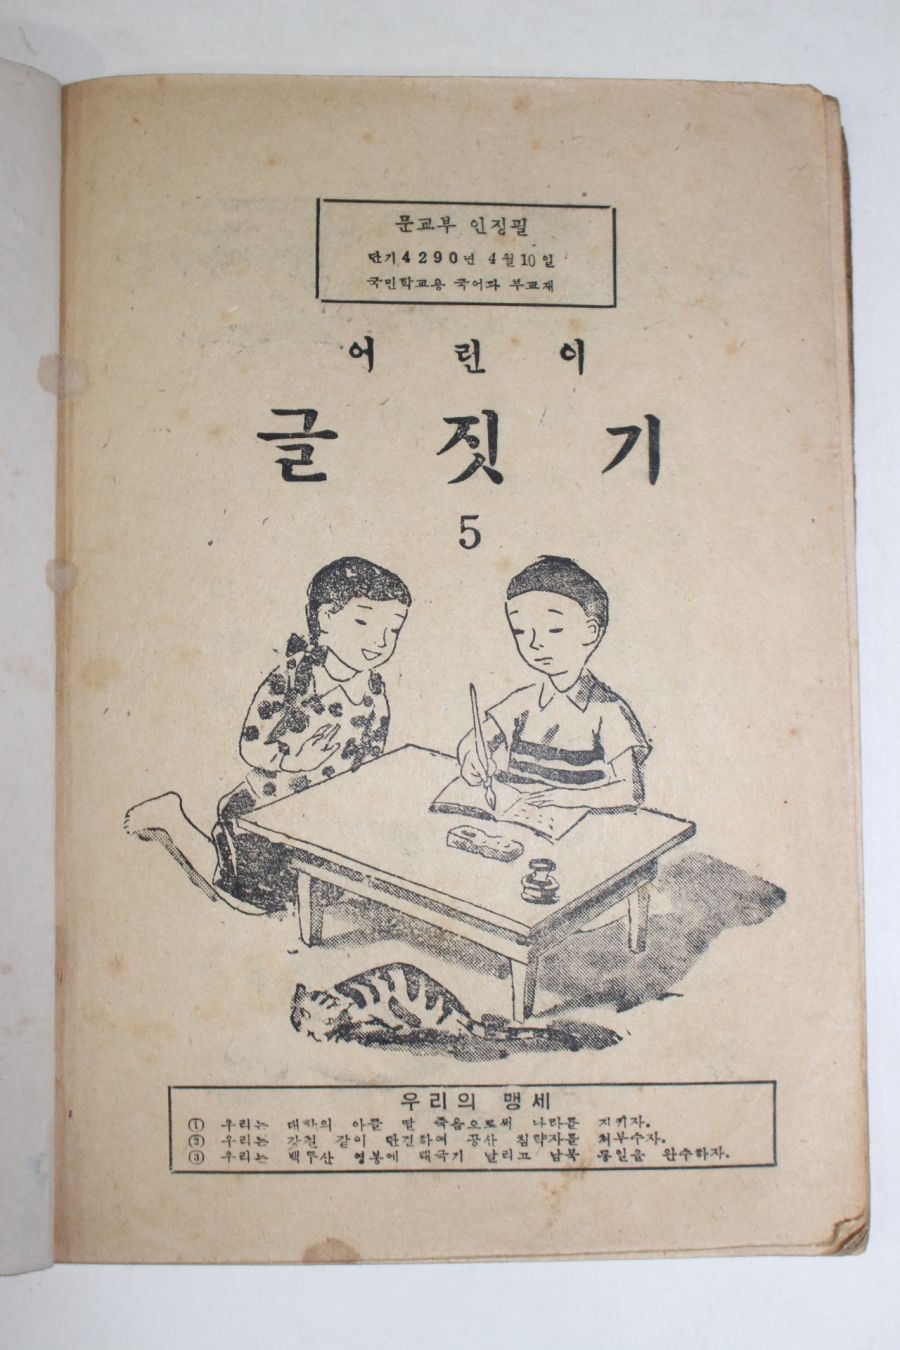 문교부 인정필
단기 4290년 4월 10일
국민학교용 국어과 부교재
어린이
글짓기
5
우리의 맹세
① 우리는 대한의 아들 딸 죽음으로써 나라를 지키자.
② 우리는 강철 같이 단결하여 공산 침략자를 쳐부수자.
③ 우리는 백두산 영봉에 태극기 날리고 남북 통일을 완수하자.